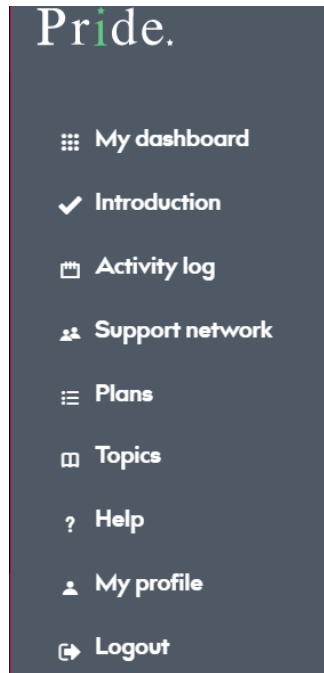 Pride.
My dashboard
Introduction
Activity log
Support network
Plans
Topics
? Help
My profile
Logout